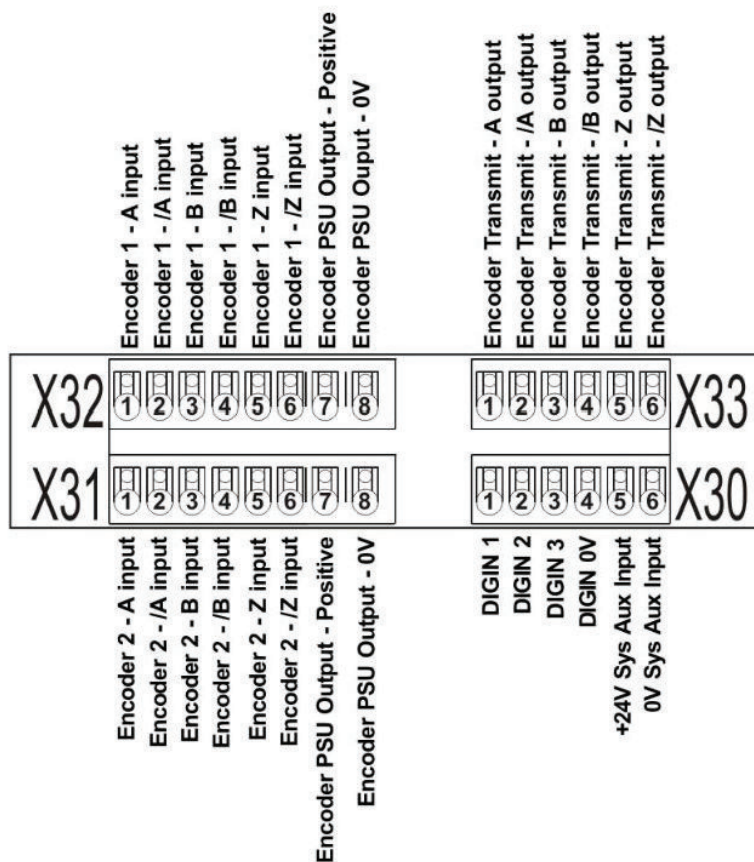 Encoder 1 - A input
Encoder 1 - /A input
Encoder 1 - B input
Encoder 1 - /B input
Encoder 1 - Z input
Encoder 1 - /Z input
Encoder PSU Output - Positive
Encoder PSU Ouput - 0V
Encoder Transmit - A output
Encoder Transmit - /A output
Encoder Transmit - B output
Encoder Transmit - /B output
Encoder Transmit - Z output
Encoder Transmit - /Z output
X32 1 2 3 4 5 6 7 8
1 2 3 4 5 6 X33
X31 1 2 3 4 5 6 7 8
1 2 3 4 5 6 X30
Encoder 2 - A input
Encoder 2 - /A input
Encoder 2 - B input
Encoder 2 - /B input
Encoder 2 - Z input
Encoder 2 - /Z input
Encoder PSU Output - Positive
Encoder PSU Output - 0V
DIGIN 1
DIGIN 2
DIGIN 3
DIGIN 0V
+24V Sys Aux Input
0V Sys Aux Input